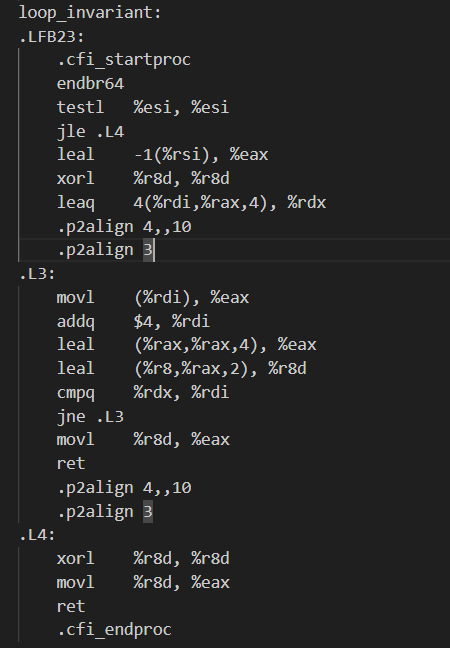 loop_invariant:
.LFB23:
    .cfi_startproc
    endbr64
    testl   %esi, %esi
    jle .L4
    leal    -1(%rsi), %eax
    xorl    %r8d, %r8d
    leaq    4(%rdi,%rax,4), %rdx
    .p2align 4,,10
    .p2align 3
.L3:
    movl    (%rdi), %eax
    addq    $4, %rdi
    leal    (%rax,%rax,4), %eax
    leal    (%r8,%rax,2), %r8d
    cmpq    %rdx, %rdi
    jne .L3
    movl    %r8d, %eax
    ret
    .p2align 4,,10
    .p2align 3
.L4:
    xorl    %r8d, %r8d
    movl    %r8d, %eax
    ret
    .cfi_endproc